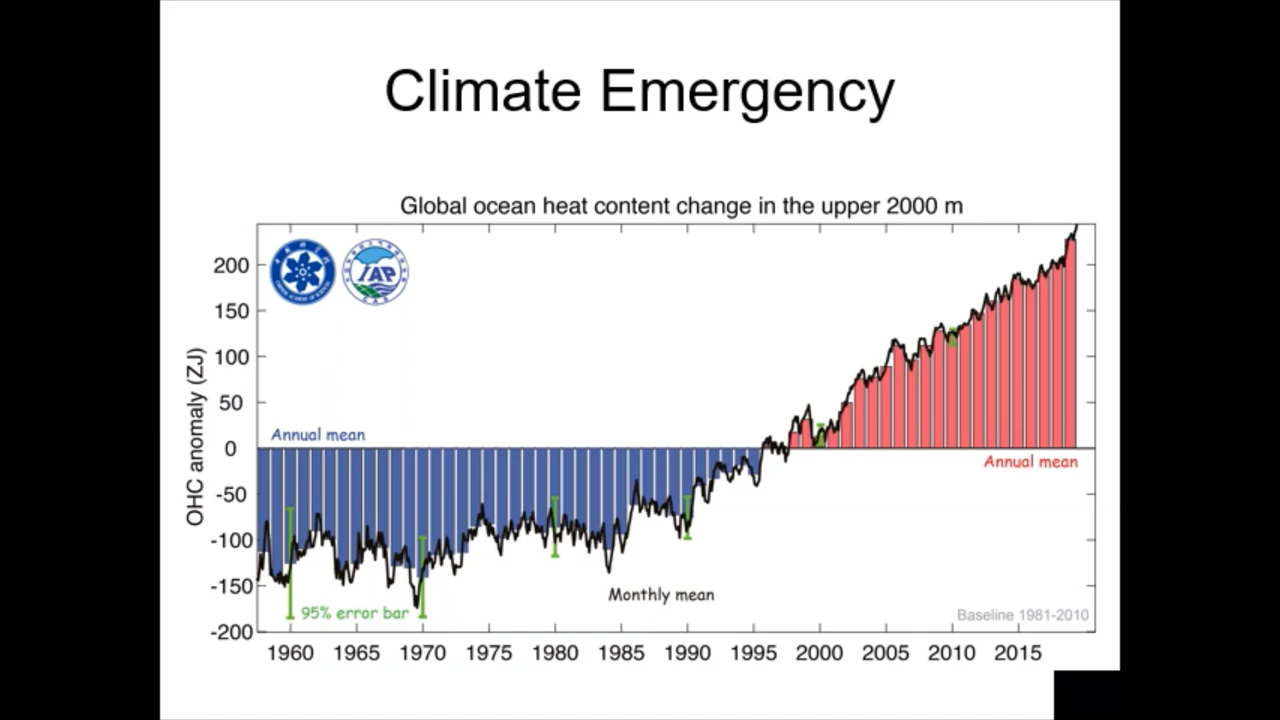 Climate Emergency
Global ocean heat content change in the upper 2000 m
IAP
200
150
100
50
0
-50
-100
-150
-200
OHC anomaly (ZJ)
Annual mean
Annual mean
Monthly mean
95% error bar
Baseline 1981-2010
1960 1965 1970 1975 1980 1985 1990 1995 2000 2005 2010 2015